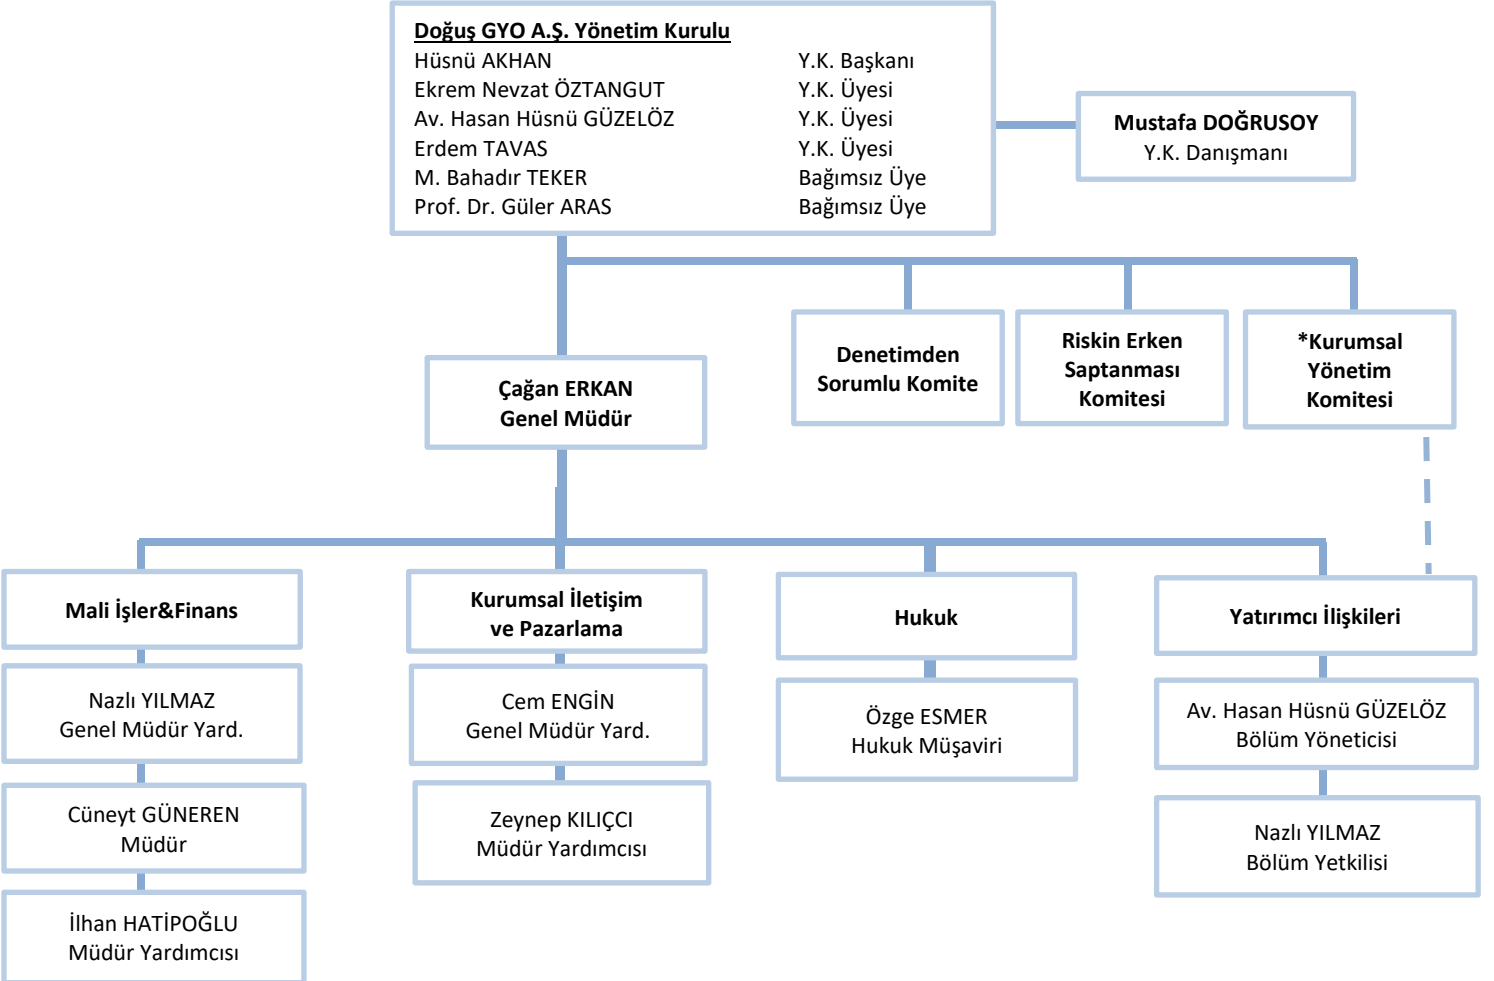 Doğuş GYO A.Ş. Yönetim Kurulu
Hüsnü AKHAN Y.K. Başkanı
Ekrem Nevzat ÖZTANGUT Y.K. Üyesi
Av. Hasan Hüsnü GÜZELÖZ Y.K. Üyesi
Erdem TAVAS Y.K. Üyesi
M. Bahadır TEKER Bağımsız Üye
Prof. Dr. Güler ARAS Bağımsız Üye
Mustafa DOĞRUSOY
Y.K. Danışmanı
Çağan ERKAN
Genel Müdür
Denetimden
Sorumlu Komite
Riskin Erken
Saptanması
Komitesi
*Kurumsal
Yönetim
Komitesi
Mali İşler&Finans
Nazlı YILMAZ
Genel Müdür Yard.
Cüneyt GÜNEREN
Müdür
İlhan HATİPOĞLU
Müdür Yardımcısı
Kurumsal İletişim
ve Pazarlama
Cem ENGİN
Genel Müdür Yard.
Zeynep KILIÇCI
Müdür Yardımcısı
Hukuk
Özge ESMER
Hukuk Müşaviri
Yatırımcı İlişkileri
Av. Hasan Hüsnü GÜZELÖZ
Bölüm Yöneticisi
Nazlı YILMAZ
Bölüm Yetkilisi